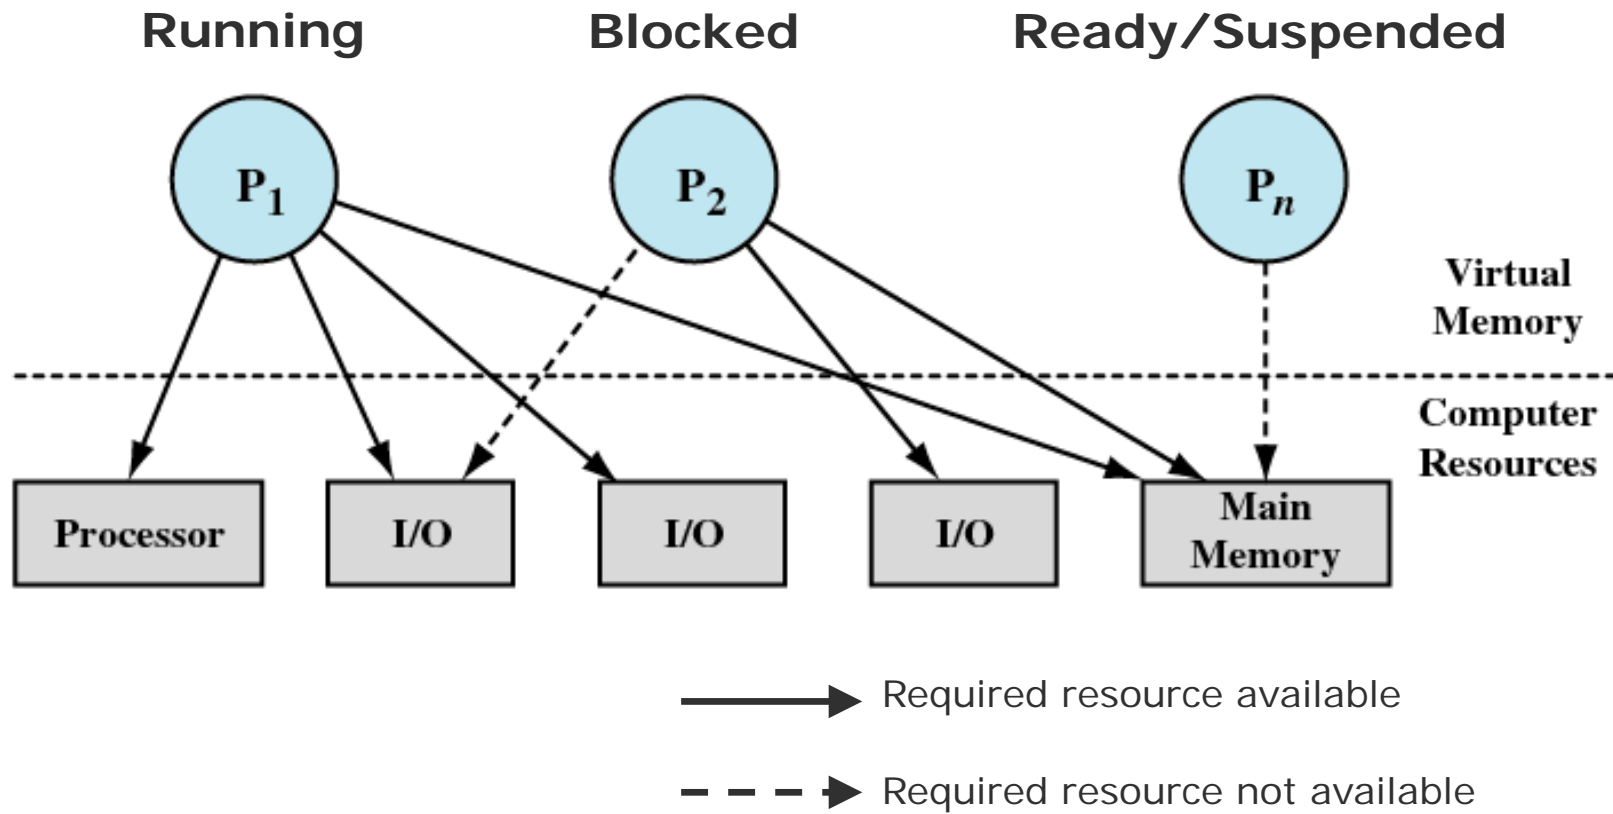 Running
Blocked
Ready/Suspended
P1
P2
Pn
Virtual
Memory
Computer
Resources
Processor
I/O
I/O
I/O
Main
Memory
Required resource available
Required resource not available